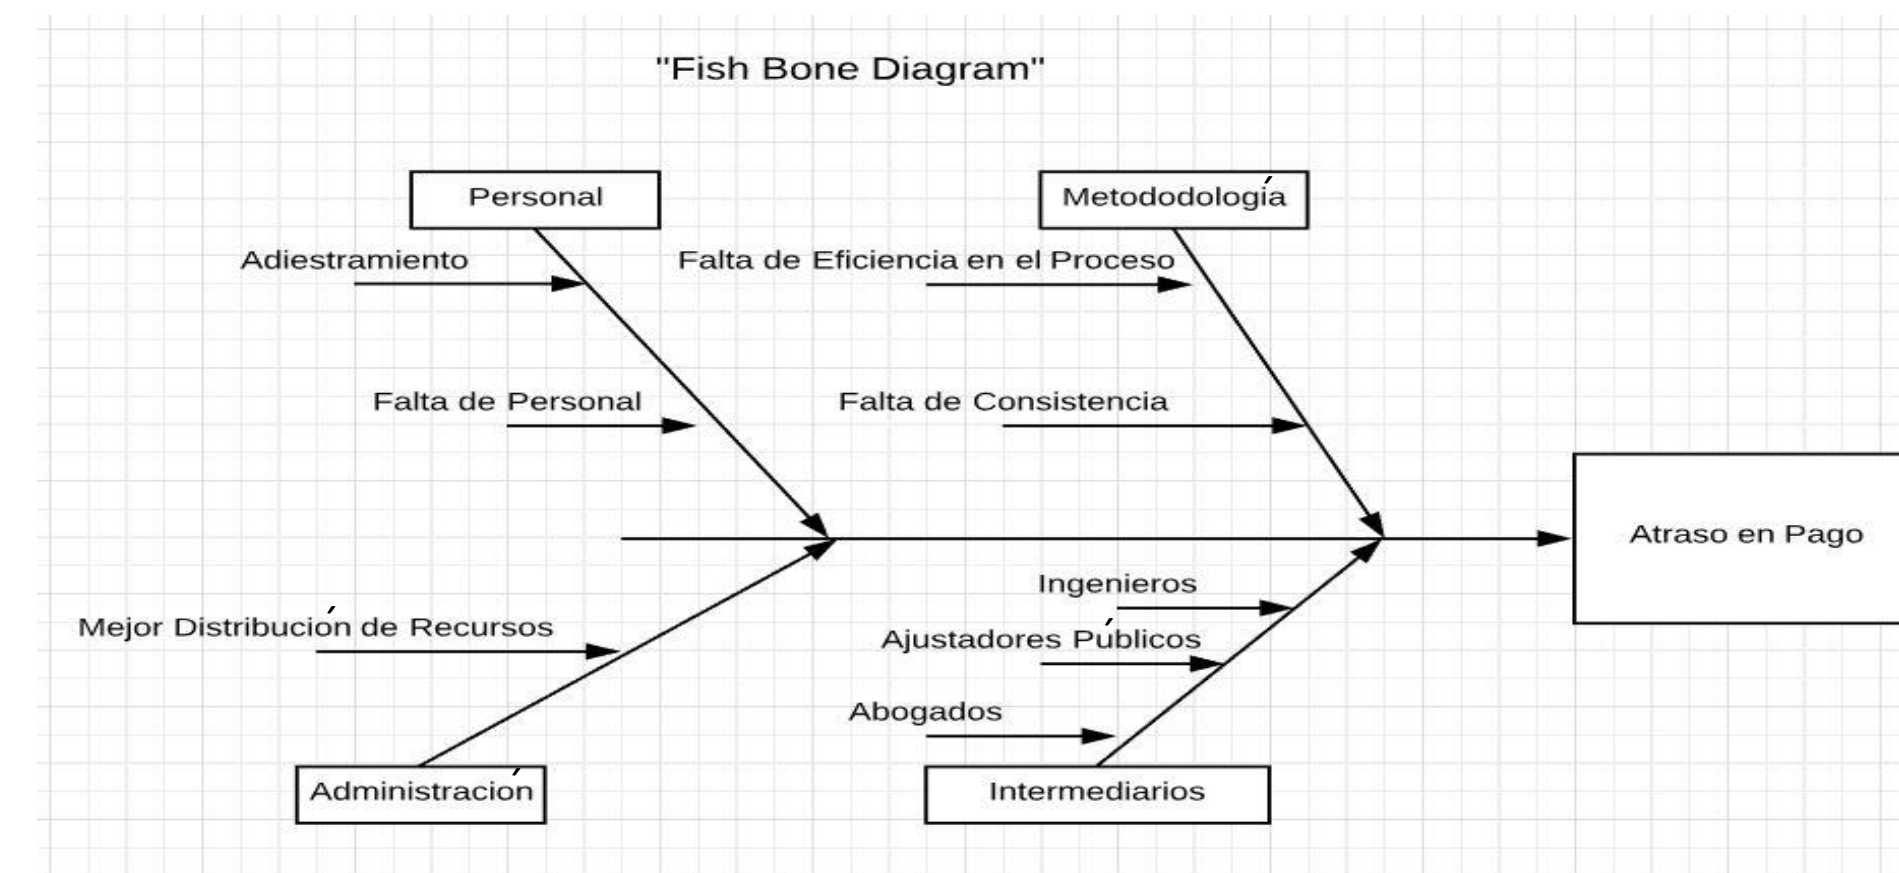 "Fish Bone Diagram"
Personal
Metododología
Adiestramiento
Falta de Eficiencia en el Proceso
Falta de Personal
Falta de Consistencia
Atraso en Pago
Ingenieros
Mejor Distribución de Recursos
Ajustadores Públicos
Abogados
Administración
Intermediarios